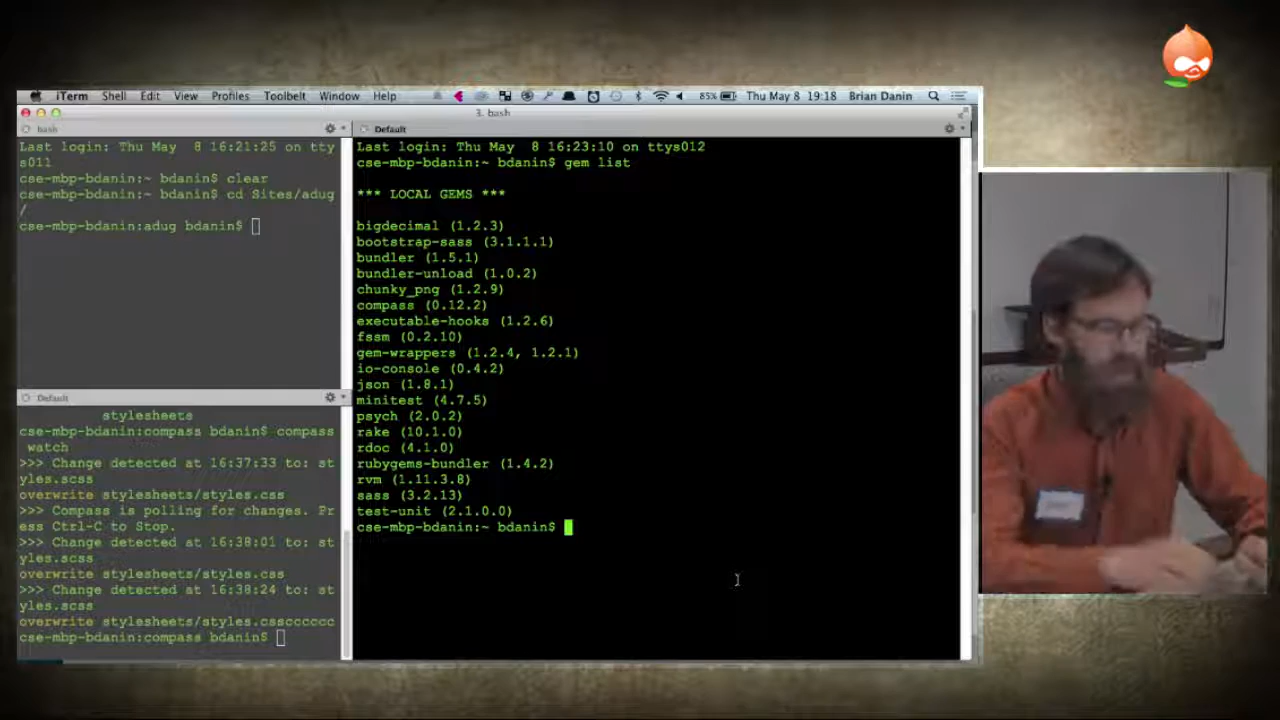 iTerm Shell Edit View Profiles Toolbelt Window Help 85% Thu May 8 19:18 Brian Danin
3. bash
bash
Last login: Thu May  8 16:21:25 on tty
s011
cse-mbp-bdanin:~ bdanin$ clear
cse-mbp-bdanin:~ bdanin$ cd Sites/adug
/
cse-mbp-bdanin:adug bdanin$
Default
stylesheets
cse-mbp-bdanin:compass bdanin$ compass
watch
>>> Change detected at 16:37:33 to: st
yles.scss
overwrite stylesheets/styles.css
>>> Compass is polling for changes. Pr
ess Ctrl-C to Stop.
>>> Change detected at 16:38:01 to: st
yles.scss
overwrite stylesheets/styles.css
>>> Change detected at 16:38:24 to: st
yles.scss
overwrite stylesheets/styles.csscccccc
cse-mbp-bdanin:compass bdanin$
Default
Last login: Thu May  8 16:23:10 on ttys012
cse-mbp-bdanin:~ bdanin$ gem list
*** LOCAL GEMS ***
bigdecimal (1.2.3)
bootstrap-sass (3.1.1.1)
bundler (1.5.1)
bundler-unload (1.0.2)
chunky_png (1.2.9)
compass (0.12.2)
executable-hooks (1.2.6)
fssm (0.2.10)
gem-wrappers (1.2.4, 1.2.1)
io-console (0.4.2)
json (1.8.1)
minitest (4.7.5)
psych (2.0.2)
rake (10.1.0)
rdoc (4.1.0)
rubygems-bundler (1.4.2)
rvm (1.11.3.8)
sass (3.2.13)
test-unit (2.1.0.0)
cse-mbp-bdanin:~ bdanin$